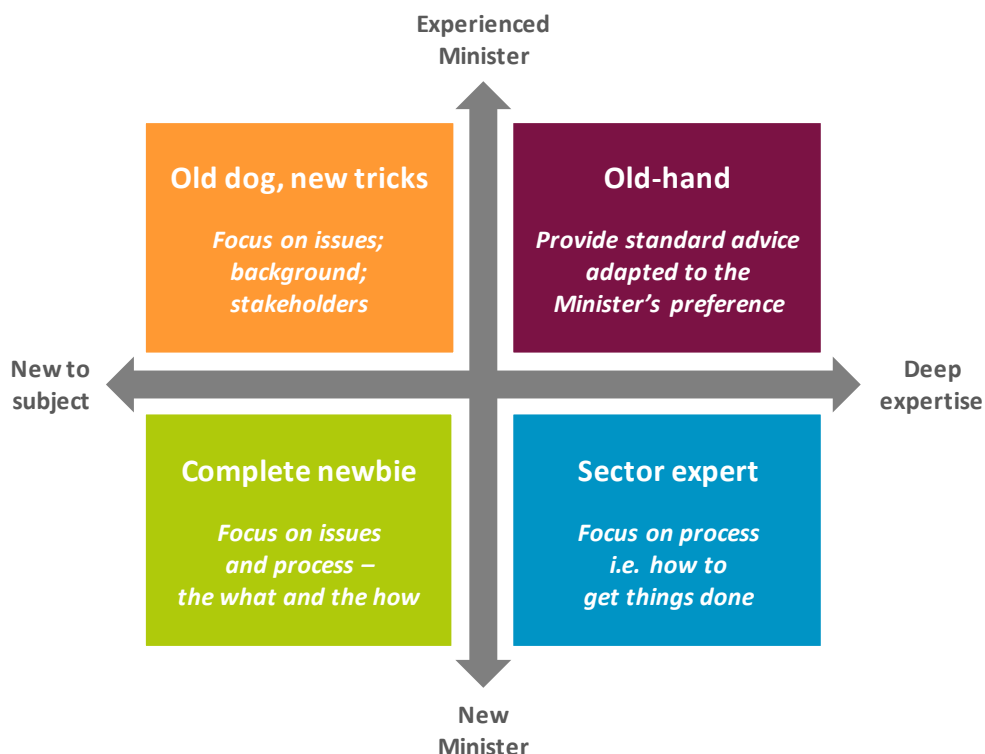 Experienced
Minister
Old dog, new tricks
Focus on issues;
background;
stakeholders
Old-hand
Provide standard advice
adapted to the
Minister’s preference
New to
subject
Deep
expertise
Complete newbie
Focus on issues
and process –
the what and the how
Sector expert
Focus on process
i.e. how to
get things done
New
Minister